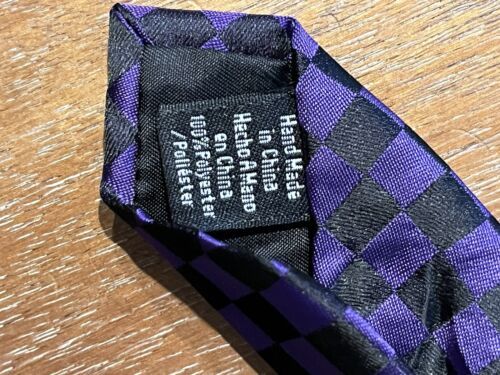 Hand Made
in China
Hecho A Mano
en China
100% Polyester
/Poliéster